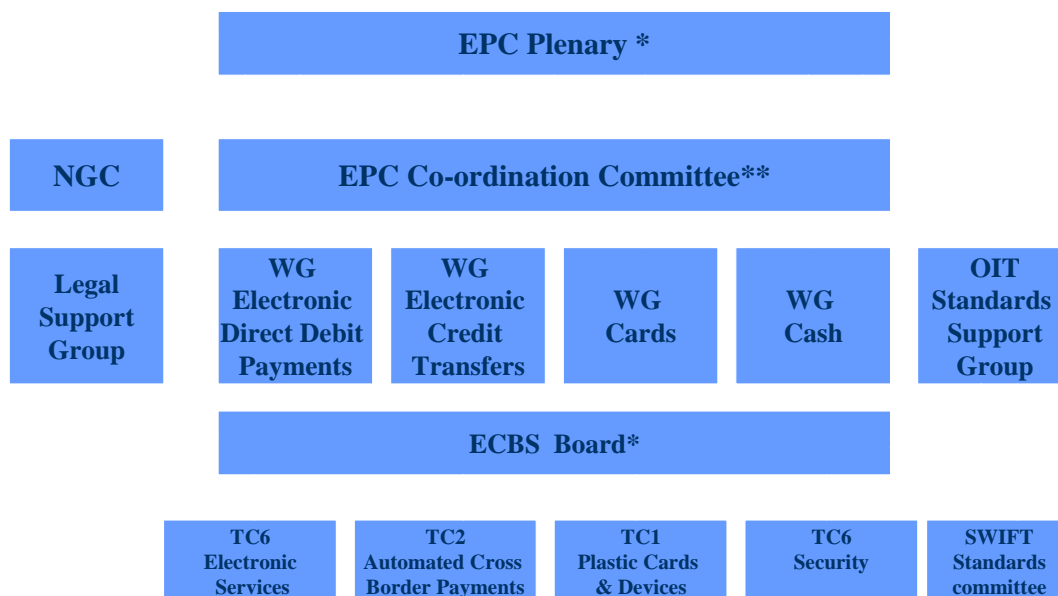 EPC Plenary *
NGC
EPC Co-ordination Committee**
Legal
Support
Group
WG
Electronic
Direct Debit
Payments
WG
Electronic
Credit
Transfers
WG
Cards
WG
Cash
OIT
Standards
Support
Group
ECBS Board*
TC6
Electronic
Services
TC2
Automated Cross
Border Payments
TC1
Plastic Cards
& Devices
TC6
Security
SWIFT
Standards
committee